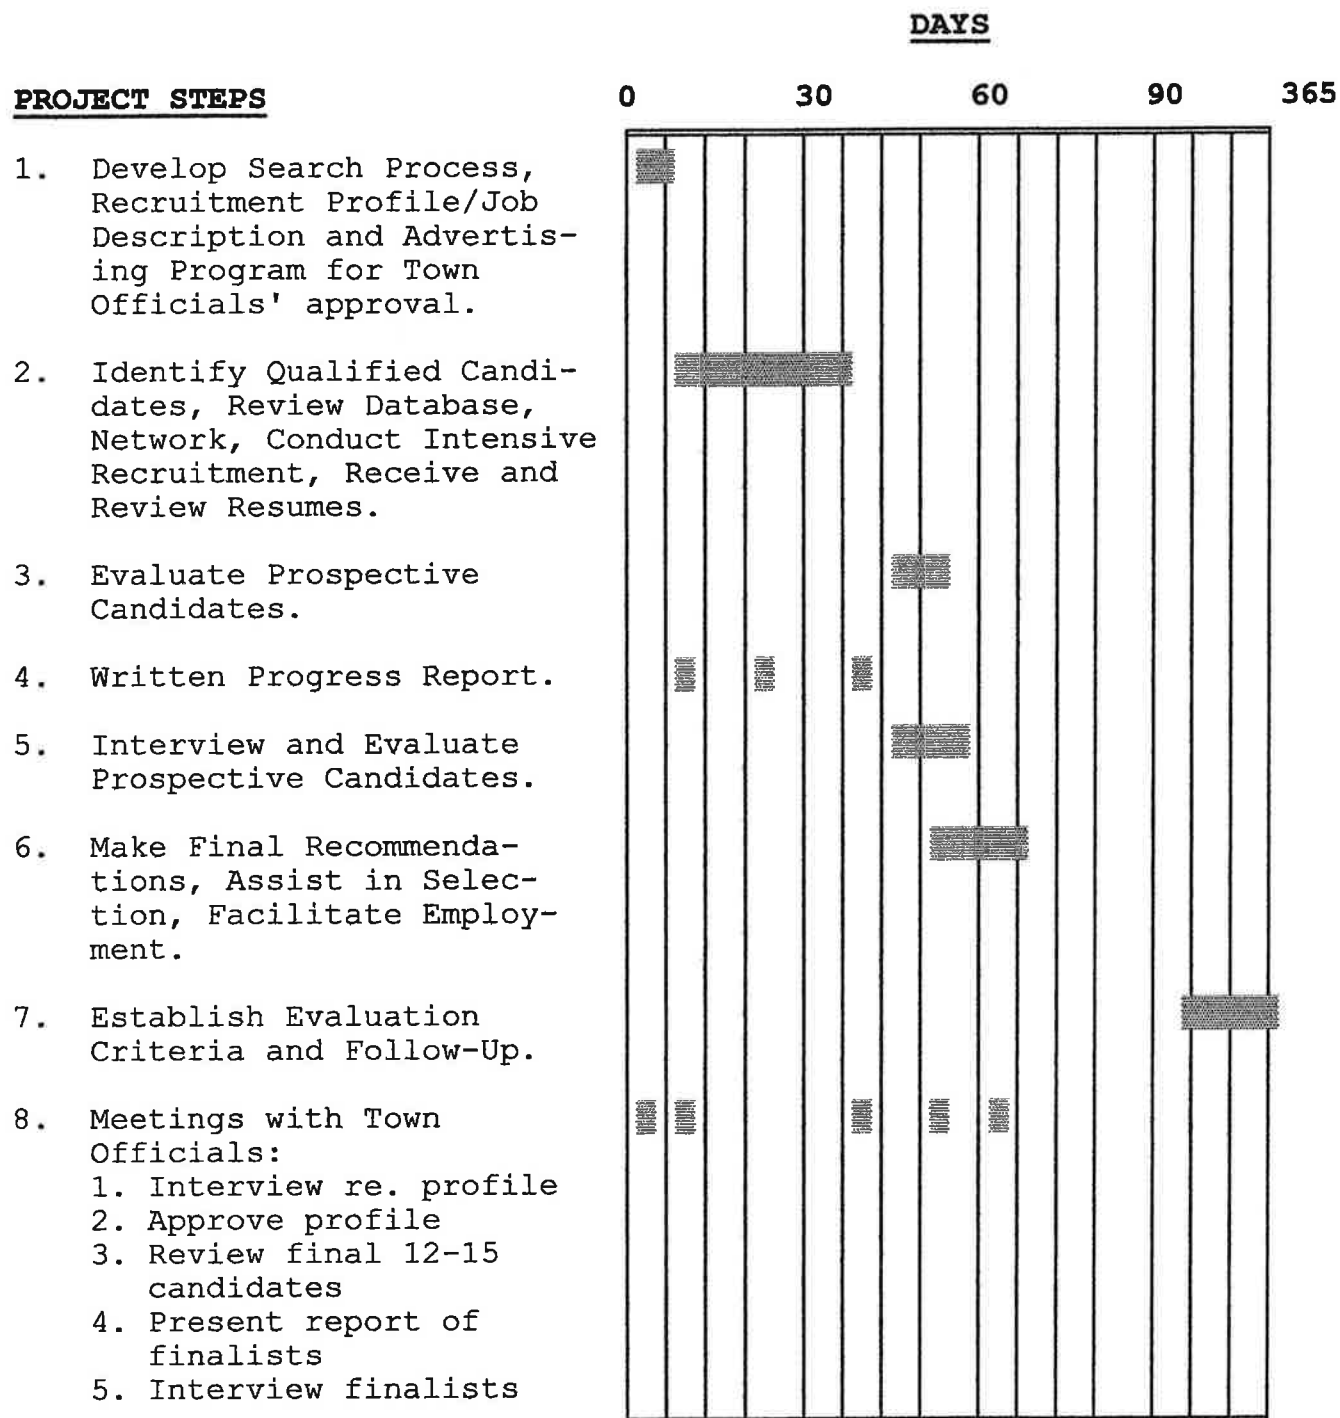 DAYS
PROJECT STEPS 0 30 60 90 365
1. Develop Search Process,
Recruitment Profile/Job
Description and Advertis-
ing Program for Town
Officials' approval.
2. Identify Qualified Candi-
dates, Review Database,
Network, Conduct Intensive
Recruitment, Receive and
Review Resumes.
3. Evaluate Prospective
Candidates.
4. Written Progress Report.
5. Interview and Evaluate
Prospective Candidates.
6. Make Final Recommenda-
tions, Assist in Selec-
tion, Facilitate Employ-
ment.
7. Establish Evaluation
Criteria and Follow-Up.
8. Meetings with Town
Officials:
1. Interview re. profile
2. Approve profile
3. Review final 12-15
candidates
4. Present report of
finalists
5. Interview finalists